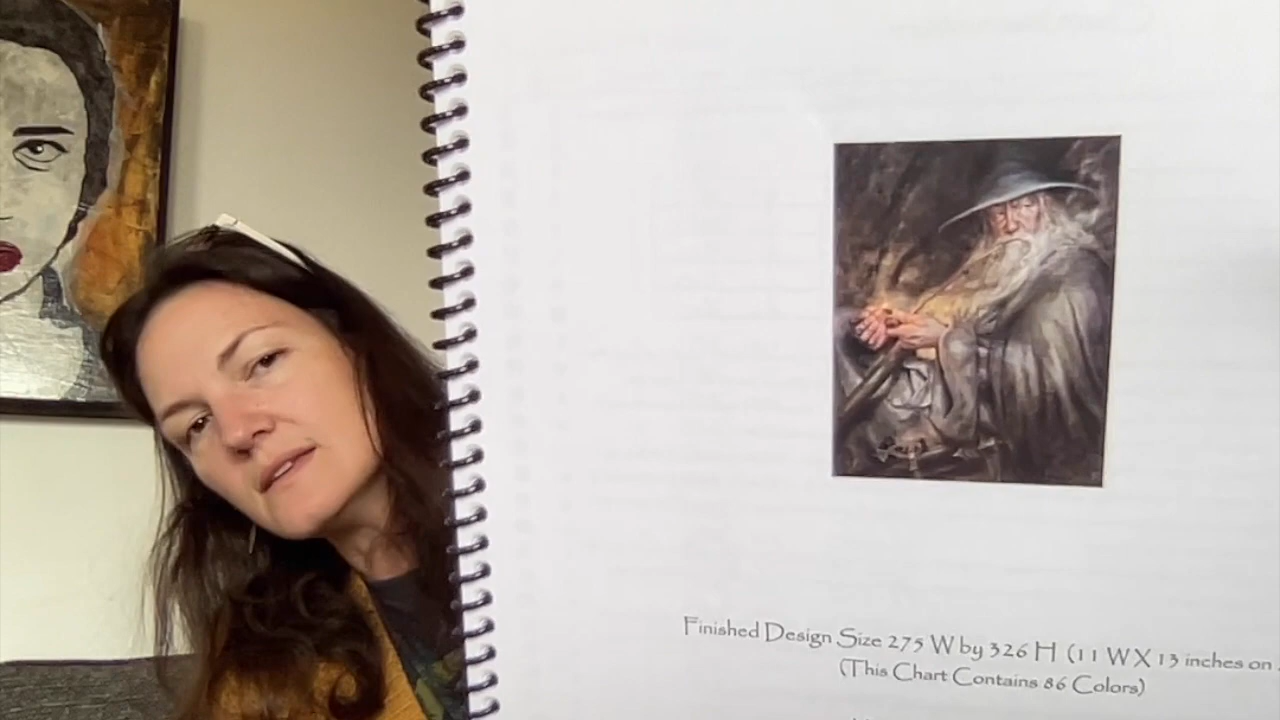 Finished Design Size 275 W by 326 H (11 W X 13 inches on
(This Chart Contains 86 Colors)